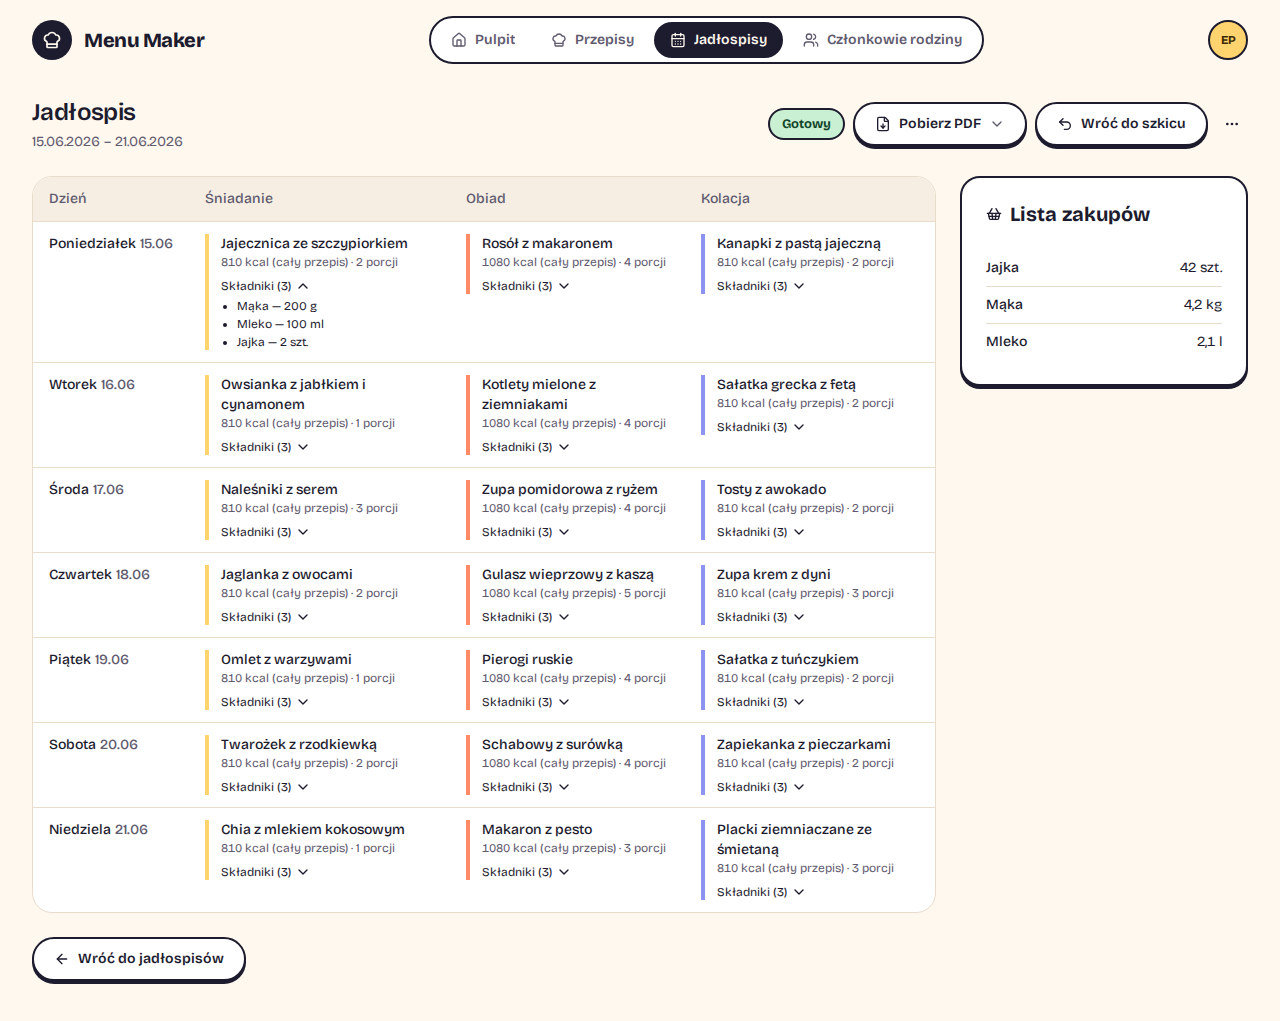 Menu Maker
Pulpit
Przepisy
Jadłospisy
Członkowie rodziny
EP
Jadłospis
15.06.2026 – 21.06.2026
Gotowy
Pobierz PDF
Wróć do szkicu
Dzień Śniadanie Obiad Kolacja
Poniedziałek 15.06
Jajecznica ze szczypiorkiem
810 kcal (cały przepis) · 2 porcji
Składniki (3)
• Mąka — 200 g
• Mleko — 100 ml
• Jajka — 2 szt.
Rosół z makaronem
1080 kcal (cały przepis) · 4 porcji
Składniki (3)
Kanapki z pastą jajeczną
810 kcal (cały przepis) · 2 porcji
Składniki (3)
Wtorek 16.06
Owsianka z jabłkiem i
cynamonem
810 kcal (cały przepis) · 1 porcji
Składniki (3)
Kotlety mielone z
ziemniakami
1080 kcal (cały przepis) · 4 porcji
Składniki (3)
Sałatka grecka z fetą
810 kcal (cały przepis) · 2 porcji
Składniki (3)
Środa 17.06
Naleśniki z serem
810 kcal (cały przepis) · 3 porcji
Składniki (3)
Zupa pomidorowa z ryżem
1080 kcal (cały przepis) · 4 porcji
Składniki (3)
Tosty z awokado
810 kcal (cały przepis) · 2 porcji
Składniki (3)
Czwartek 18.06
Jaglanka z owocami
810 kcal (cały przepis) · 2 porcji
Składniki (3)
Gulasz wieprzowy z kaszą
1080 kcal (cały przepis) · 5 porcji
Składniki (3)
Zupa krem z dyni
810 kcal (cały przepis) · 3 porcji
Składniki (3)
Piątek 19.06
Omlet z warzywami
810 kcal (cały przepis) · 1 porcji
Składniki (3)
Pierogi ruskie
1080 kcal (cały przepis) · 4 porcji
Składniki (3)
Sałatka z tuńczykiem
810 kcal (cały przepis) · 2 porcji
Składniki (3)
Sobota 20.06
Twarożek z rzodkiewką
810 kcal (cały przepis) · 2 porcji
Składniki (3)
Schabowy z surówką
1080 kcal (cały przepis) · 4 porcji
Składniki (3)
Zapiekanka z pieczarkami
810 kcal (cały przepis) · 2 porcji
Składniki (3)
Niedziela 21.06
Chia z mlekiem kokosowym
810 kcal (cały przepis) · 1 porcji
Składniki (3)
Makaron z pesto
1080 kcal (cały przepis) · 3 porcji
Składniki (3)
Placki ziemniaczane ze
śmietaną
810 kcal (cały przepis) · 3 porcji
Składniki (3)
Lista zakupów
Jajka 42 szt.
Mąka 4,2 kg
Mleko 2,1 l
Wróć do jadłospisów